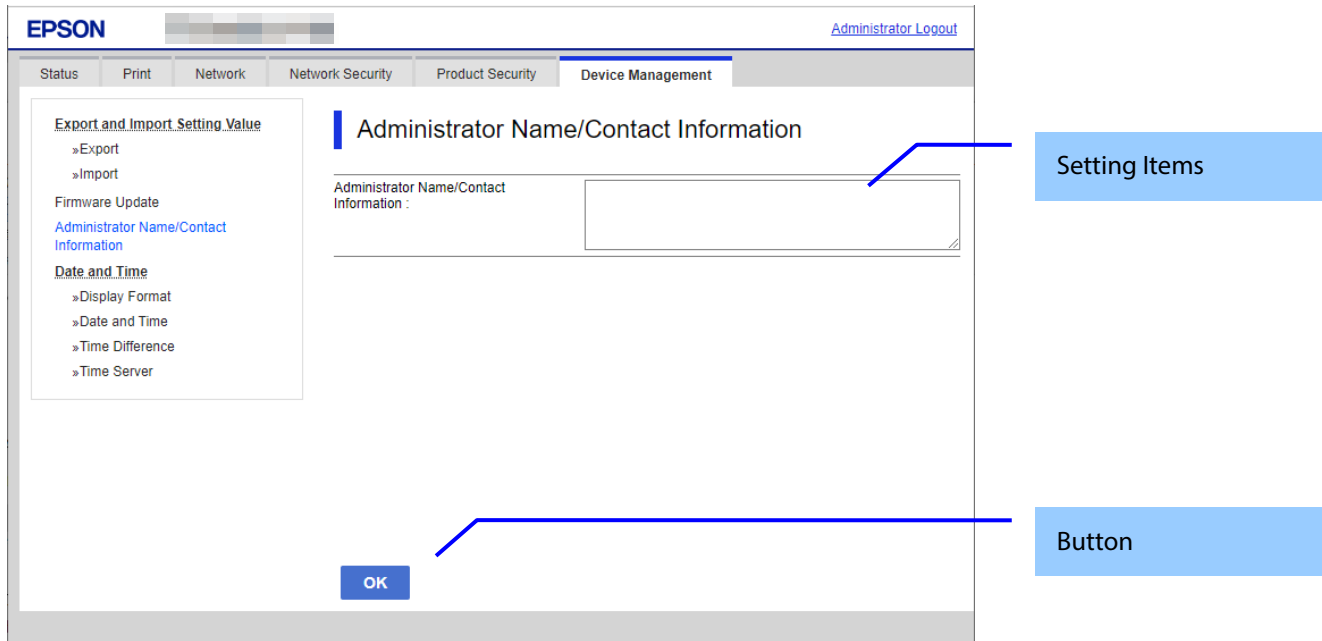 EPSON
Administrator Logout
Status Print Network Network Security Product Security Device Management
Export and Import Setting Value
»Export
»Import
Firmware Update
Administrator Name/Contact
Information
Date and Time
»Display Format
»Date and Time
»Time Difference
»Time Server
Administrator Name/Contact Information
Administrator Name/Contact
Information :
OK
Setting Items
Button